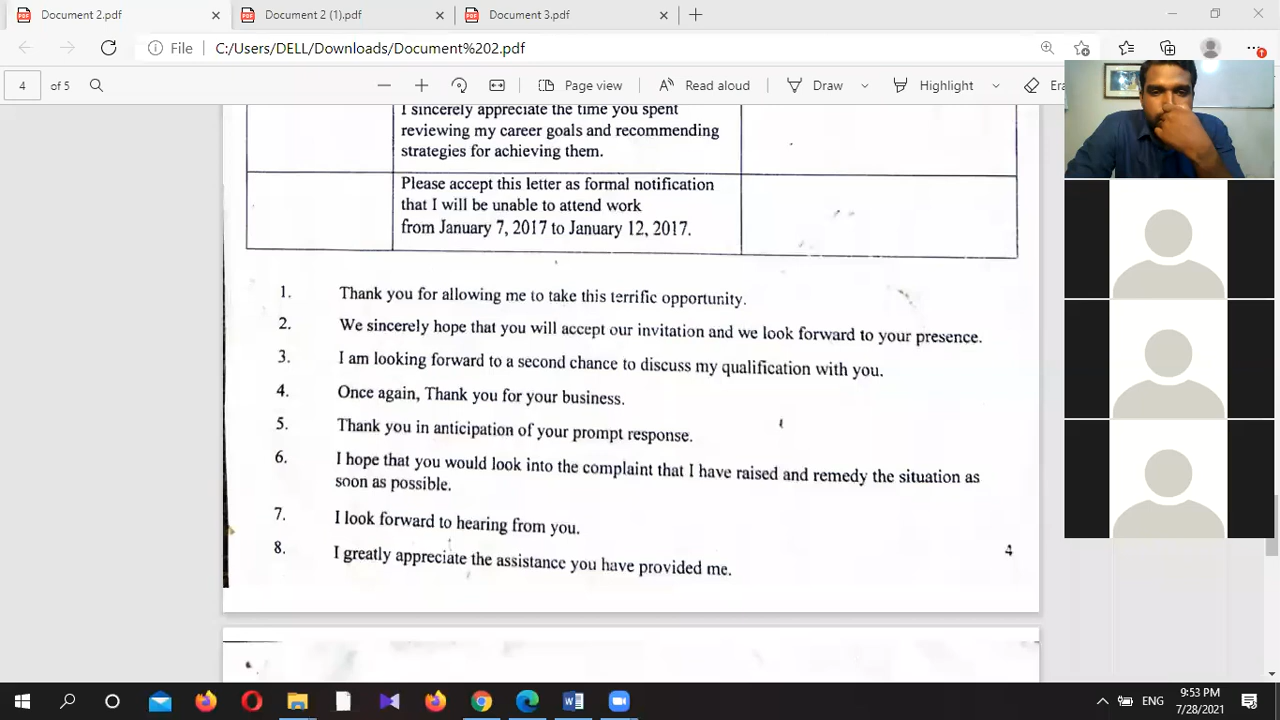 Document 2.pdf
Document 2 (1).pdf
Document 3.pdf
File
C:/Users/DELL/Downloads/Document%202.pdf
4 of 5
Page view
Read aloud
Draw
Highlight
Era
I sincerely appreciate the time you spent
reviewing my career goals and recommending
strategies for achieving them.
Please accept this letter as formal notification
that I will be unable to attend work
from January 7, 2017 to January 12, 2017.
1. Thank you for allowing me to take this terrific opportunity.
2. We sincerely hope that you will accept our invitation and we look forward to your presence.
3. I am looking forward to a second chance to discuss my qualification with you.
4. Once again, Thank you for your business.
5. Thank you in anticipation of your prompt response.
6. I hope that you would look into the complaint that I have raised and remedy the situation as
soon as possible.
7. I look forward to hearing from you.
8. I greatly appreciate the assistance you have provided me.
4
ENG
9:53 PM
7/28/2021